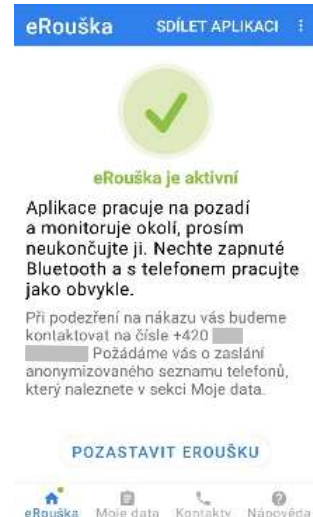 eRouška SDÍLET APLIKACI
eRouška je aktivní
Aplikace pracuje na pozadí
a monitoruje okolí, prosím
neukončujte ji. Nechte zapnuté
Bluetooth a s telefonem pracujte
jako obvykle.
Při podezření na nákazu vás budeme
kontaktovat na čísle +420
Požádáme vás o zaslání
anonymizovaného seznamu telefonů,
který naleznete v sekci Moje data.
POZASTAVIT EROUŠKU
eRouška Moje data Kontakty Nápověda